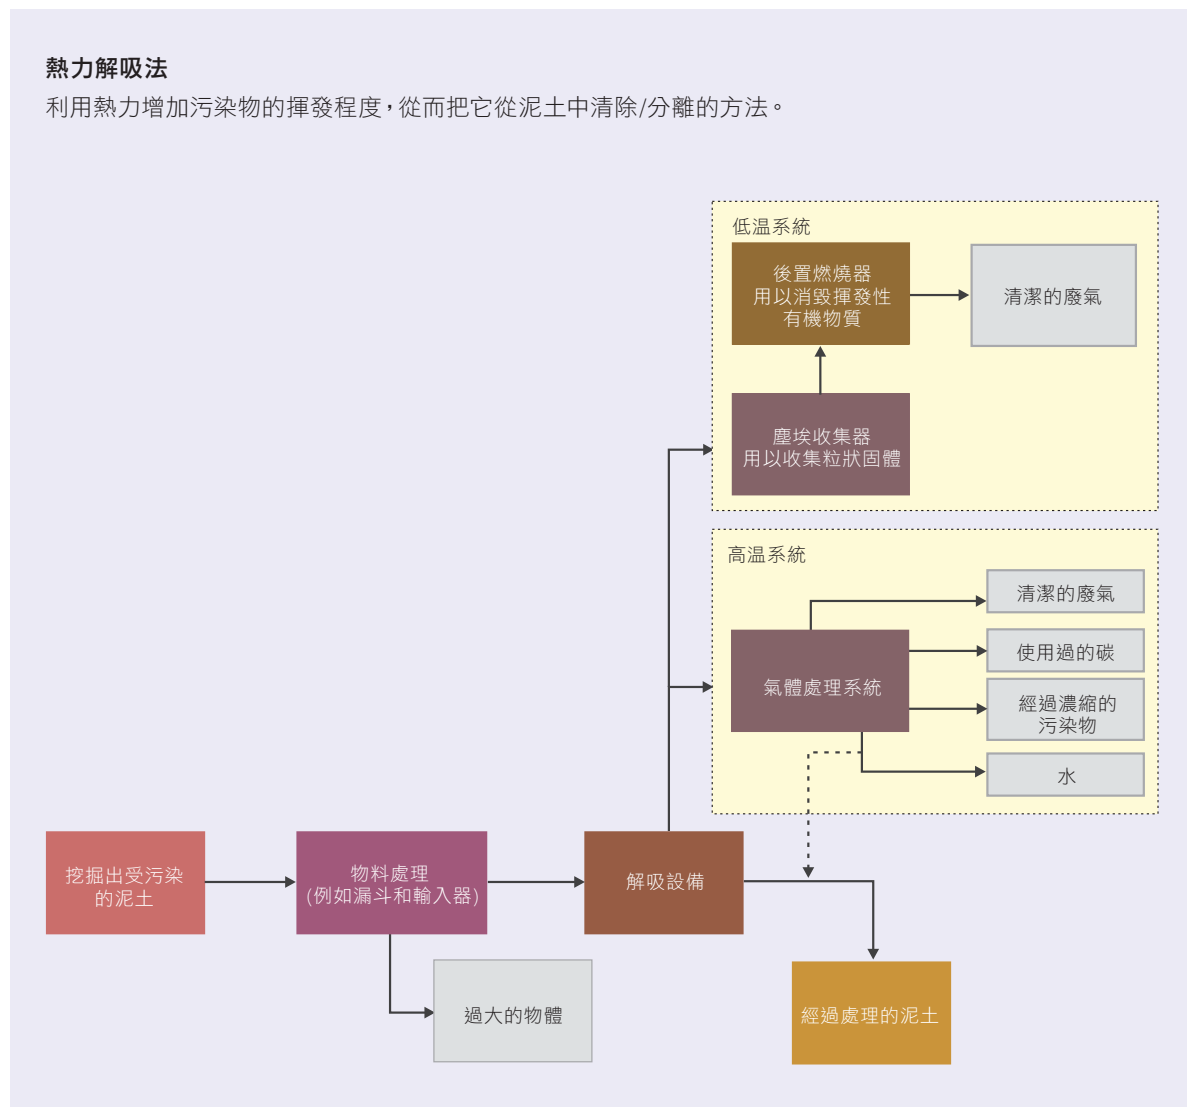 熱力解吸法
利用熱力增加污染物的揮發程度，從而把它從泥土中清除/分離的方法。
低温系統
後置燃燒器
用以消毀揮發性
有機物質
清潔的廢氣
塵埃收集器
用以收集粒狀固體
高温系統
清潔的廢氣
使用過的碳
氣體處理系統
經過濃縮的
污染物
水
挖掘出受污染
的泥土
物料處理
(例如漏斗和輸入器)
解吸設備
過大的物體
經過處理的泥土